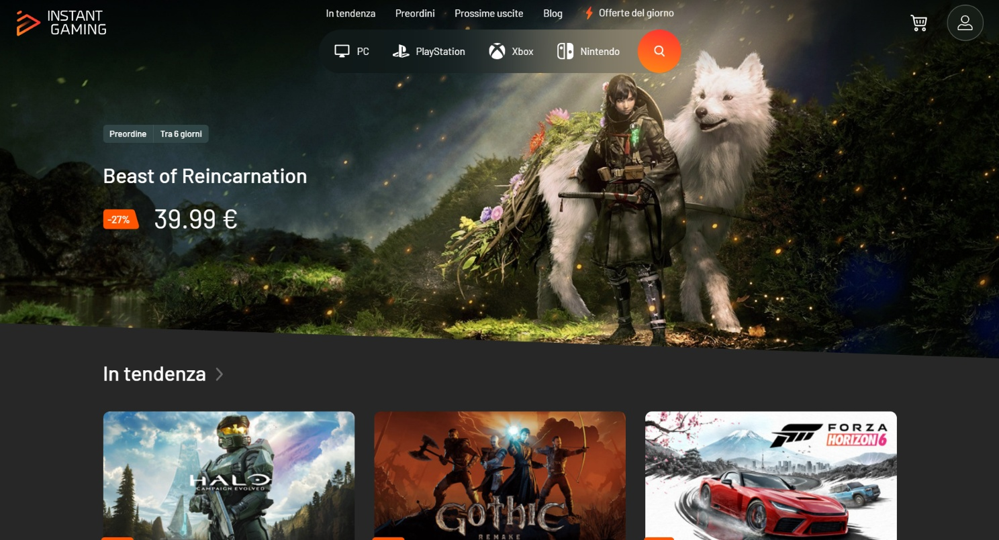 INSTANT
GAMING
In tendenza
Preordini
Prossime uscite
Blog
Offerte del giorno
PC
PlayStation
Xbox
Nintendo
Preordine
Tra 6 giorni
Beast of Reincarnation
-27%
39.99 €
In tendenza
HALO
CAMPAIGN EVOLVED
GOTHIC
REMAKE
FORZA
HORIZON 6